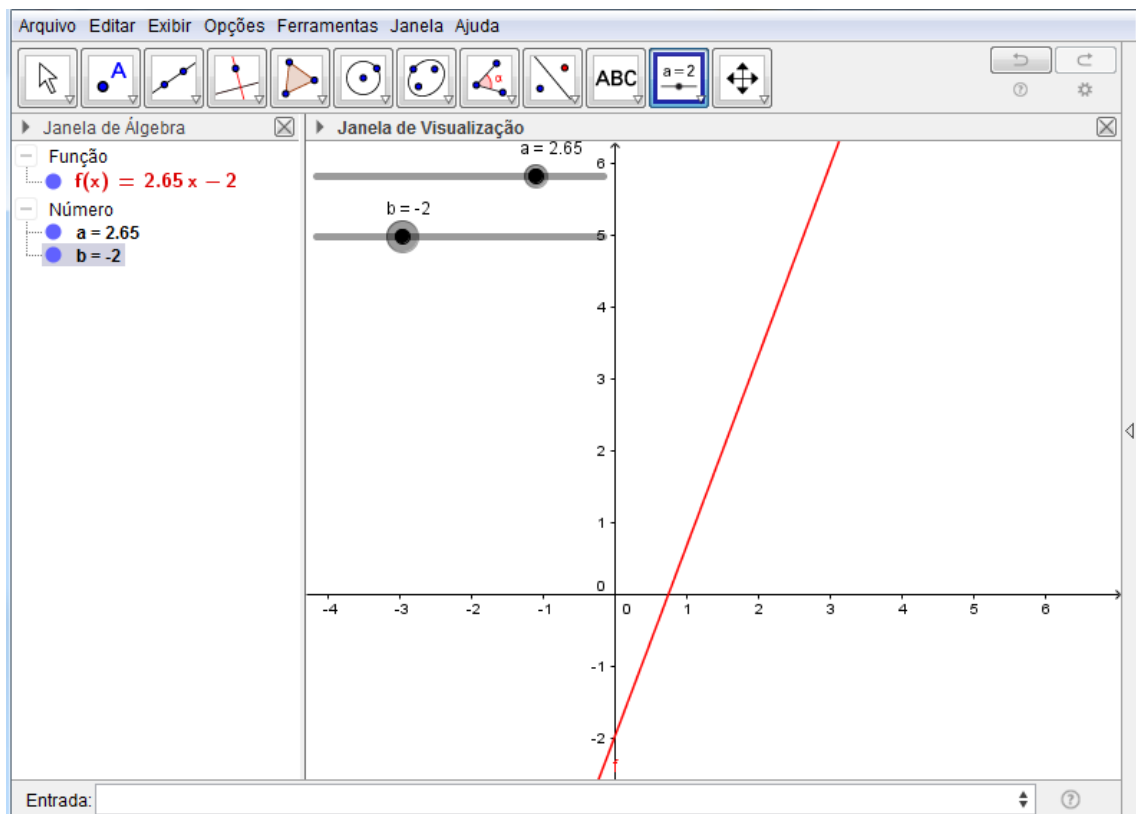 Arquivo Editar Exibir Opções Ferramentas Janela Ajuda
A
α
ABC
a = 2
Janela de Álgebra
Janela de Visualização
Função
f(x) = 2.65 x – 2
Número
a = 2.65
b = -2
a = 2.65
b = -2
6
5
4
3
2
1
0
-4 -3 -2 -1 0 1 2 3 4 5 6
-1
-2
f
Entrada: